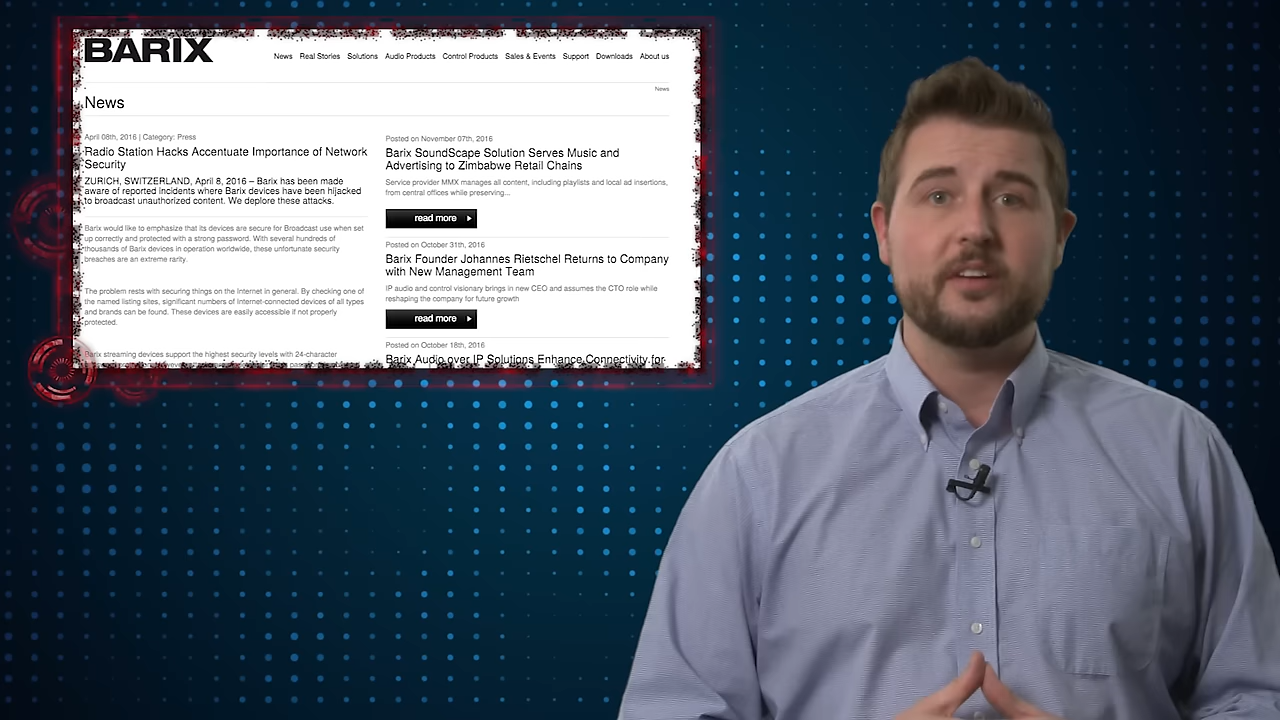 BARIX
News Real Stories Solutions Audio Products Control Products Sales & Events Support Downloads About us
News
News
April 08th, 2016 | Category: Press
Radio Station Hacks Accentuate Importance of Network
Security
ZURICH, SWITZERLAND, April 8, 2016 – Barix has been made
aware of reported incidents where Barix devices have been hijacked
to broadcast unauthorized content. We deplore these attacks.
Barix would like to emphasize that its devices are secure for Broadcast use when set
up correctly and protected with a strong password. With several hundreds of
thousands of Barix devices in operation worldwide, these unfortunate security
breaches are an extreme rarity.
The problem rests with securing things on the Internet in general. By checking one of
the named listing sites, significant numbers of Internet-connected devices of all types
and brands can be found. These devices are easily accessible if not properly
protected.
Barix streaming devices support the highest security levels with 24-character
Posted on November 07th, 2016
Barix SoundScape Solution Serves Music and
Advertising to Zimbabwe Retail Chains
Service provider MMX manages all content, including playlists and local ad insertions,
from central offices while preserving...
read more
Posted on October 31th, 2016
Barix Founder Johannes Rietschel Returns to Company
with New Management Team
IP audio and control visionary brings in new CEO and assumes the CTO role while
reshaping the company for future growth
read more
Posted on October 18th, 2016
Barix Audio over IP Solutions Enhance Connectivity for